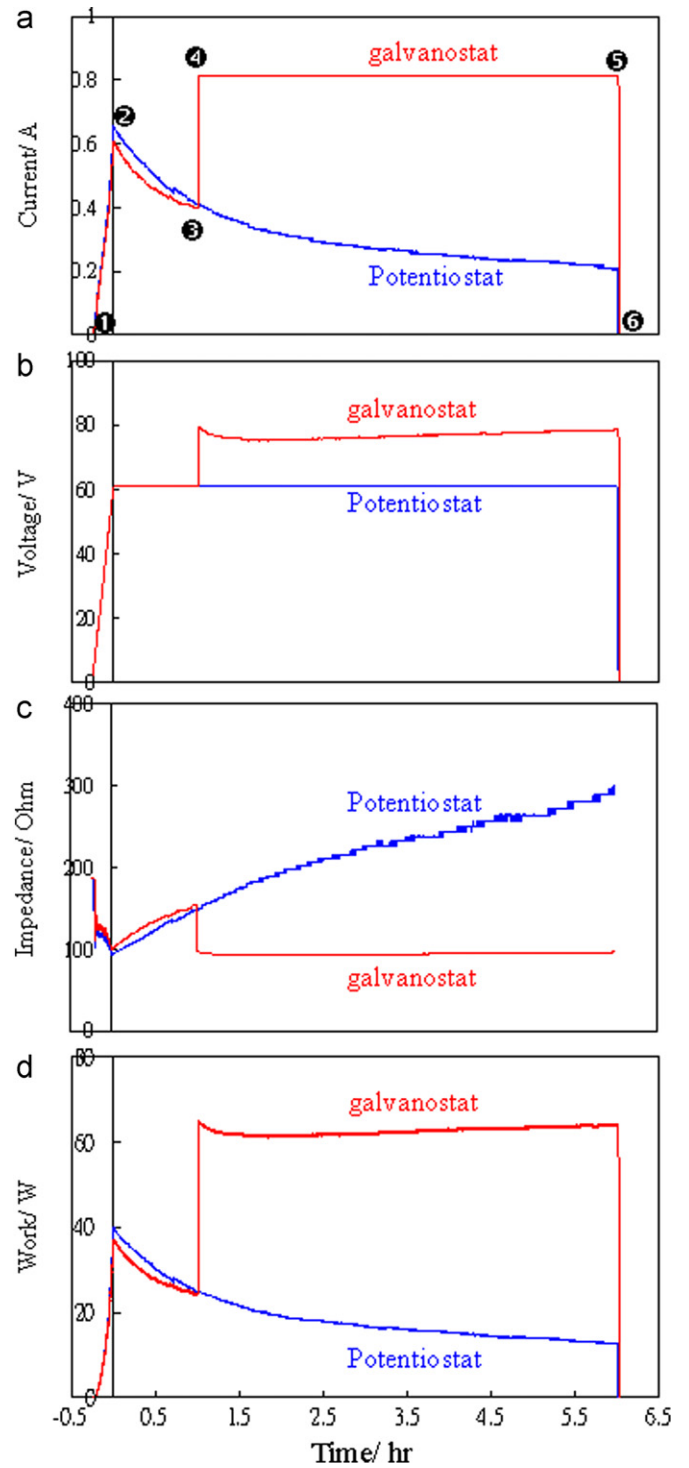 a
1
0.8
0.6
0.4
0.2
0
Current/ A
❶
❷
❸
❹
❺
❻
galvanostat
Potentiostat
b
100
80
60
40
20
0
Voltage/ V
galvanostat
Potentiostat
c
400
300
200
100
0
Impedance/ Ohm
Potentiostat
galvanostat
d
80
60
40
20
0
Work/ W
galvanostat
Potentiostat
-0.5 0.5 1.5 2.5 3.5 4.5 5.5 6.5
Time/ hr